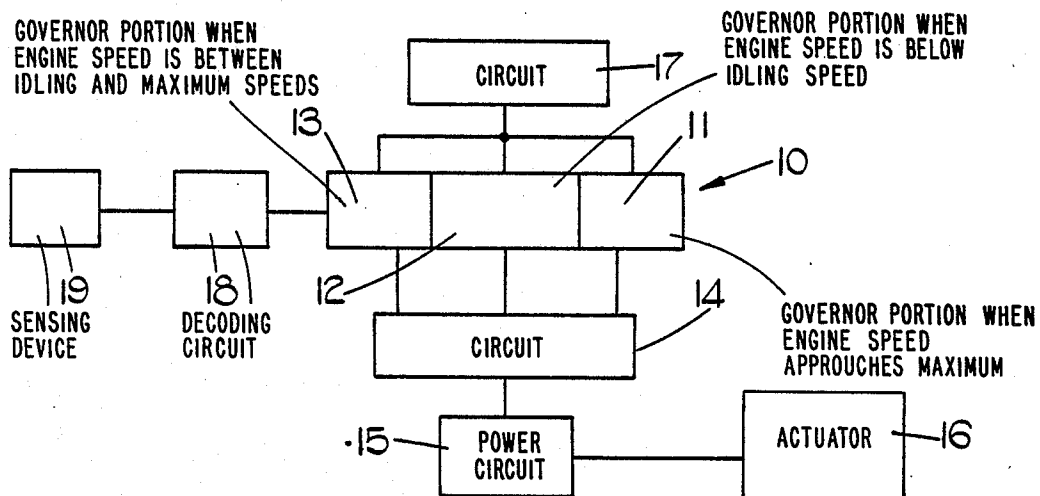 GOVERNOR PORTION WHEN
ENGINE SPEED IS BETWEEN
IDLING AND MAXIMUM SPEEDS
CIRCUIT
17
GOVERNOR PORTION WHEN
ENGINE SPEED IS BELOW
IDLING SPEED
13
11
10
19
SENSING
DEVICE
18
DECODING
CIRCUIT
12
14
CIRCUIT
GOVERNOR PORTION WHEN
ENGINE SPEED
APPROUCHES MAXIMUM
15
POWER
CIRCUIT
ACTUATOR
16